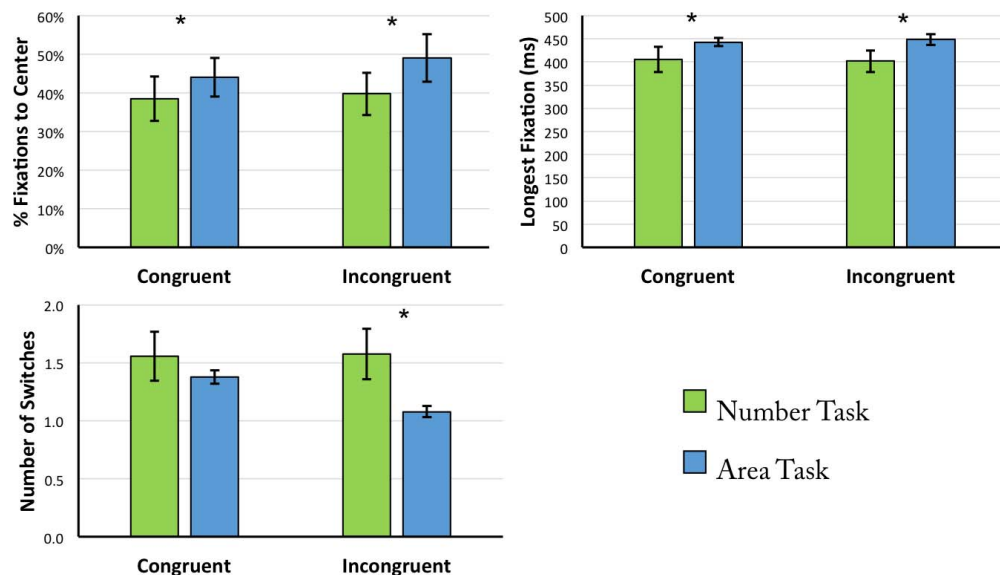 % Fixations to Center
60%
50%
40%
30%
20%
10%
0%
*
*
Congruent
Incongruent
Longest Fixation (ms)
500
450
400
350
300
250
200
150
100
50
0
*
*
Congruent
Incongruent
Number of Switches
2.0
1.5
1.0
0.5
0.0
*
Congruent
Incongruent
Number Task
Area Task